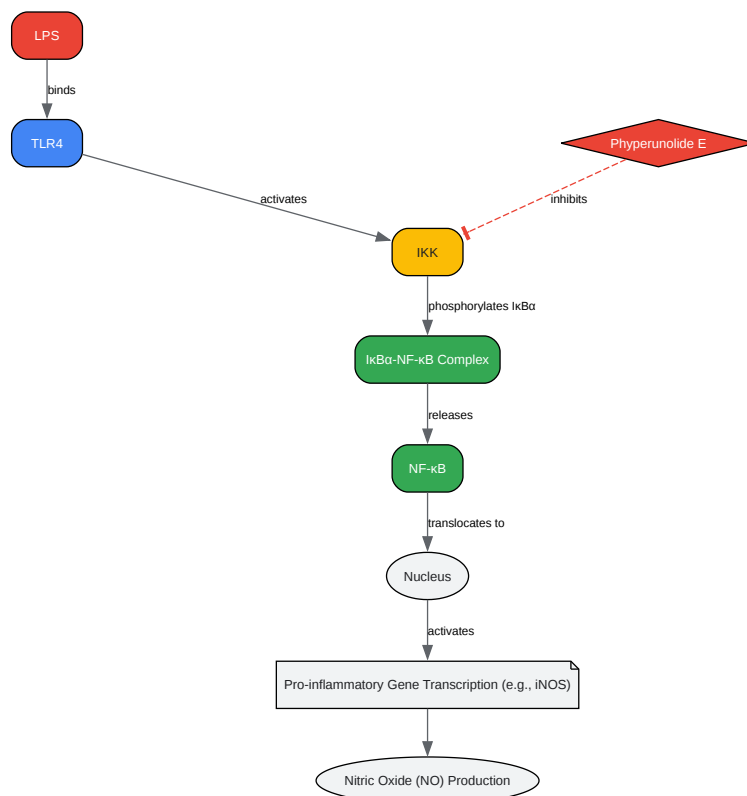 LPS
binds
TLR4
Phyperunolide E
activates
inhibits
IKK
phosphorylates IκBα
IκBα-NF-κB Complex
releases
NF-κB
translocates to
Nucleus
activates
Pro-inflammatory Gene Transcription (e.g., iNOS)
Nitric Oxide (NO) Production